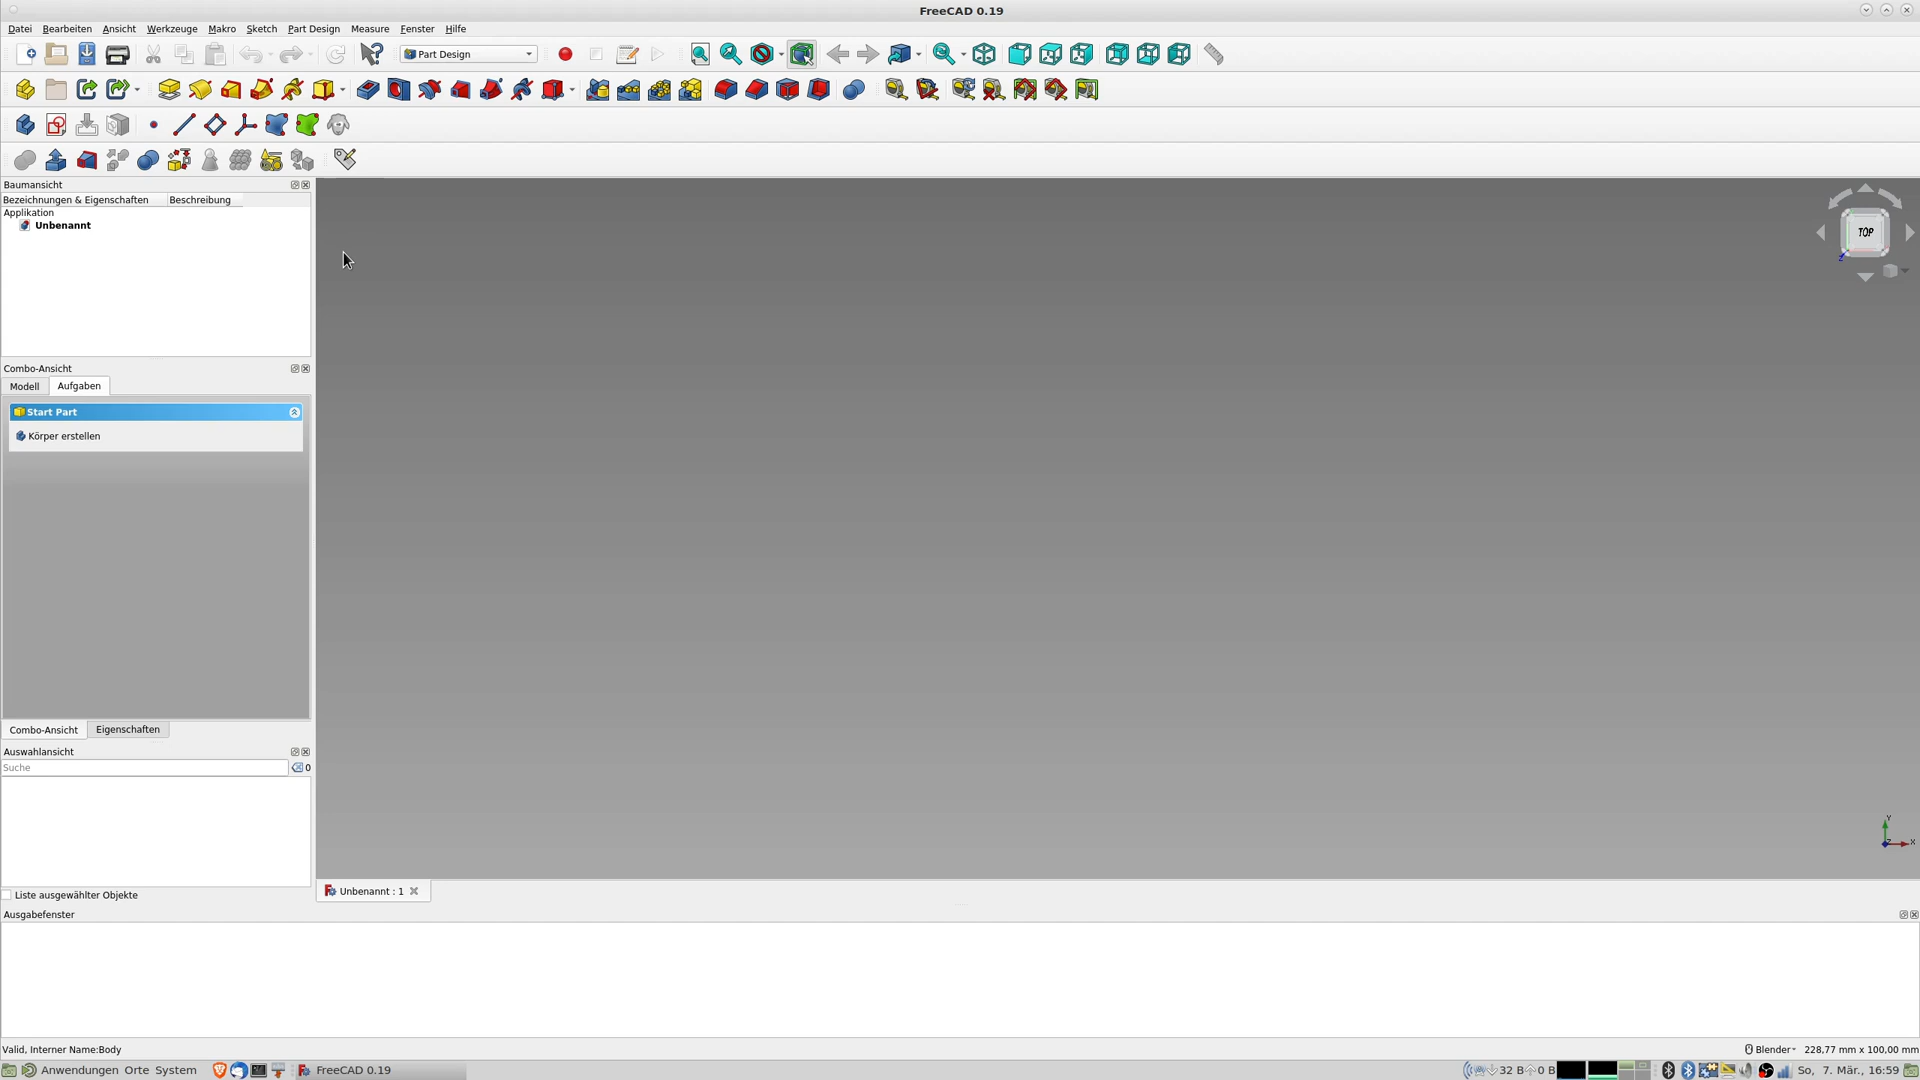 FreeCAD 0.19
Datei Bearbeiten Ansicht Werkzeuge Makro Sketch Part Design Measure Fenster Hilfe
Part Design
Baumansicht
Bezeichnungen & Eigenschaften Beschreibung
Applikation
Unbenannt
TOP
Z
Combo-Ansicht
Modell Aufgaben
Start Part
Körper erstellen
Combo-Ansicht Eigenschaften
Auswahlansicht
Suche 0
Y
Z X
Unbenannt : 1
Liste ausgewählter Objekte
Ausgabefenster
Valid, Interner Name:Body
Blender 228,77 mm x 100,00 mm
Anwendungen Orte System FreeCAD 0.19 32 B 0 B So, 7. Mär., 16:59